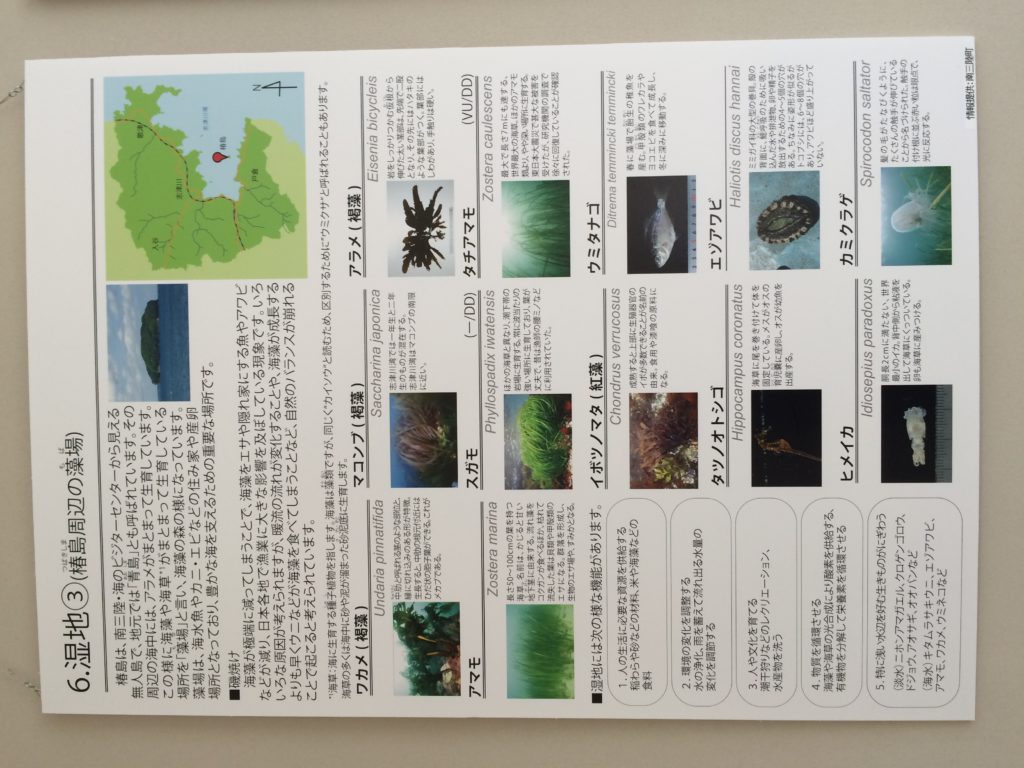 6.湿地③(椿島周辺の藻場)
つばきしま
もば
椿島は、南三陸・海のビジターセンターから見える
無人島で、地元では「青島」とも呼ばれています。その
周辺の海中には、アラメがまとまって生育しています。
この様に海藻や海草*¹がまとまって生育している
場所を「藻場」と言い、海藻の森の様になっています。
藻場は、海水魚やカニ・エビなどの住み家や産卵
場所となっており、豊かな海を支えるための重要な場所です。
入谷
歌津
志津川
志津川湾
椿島
戸倉
N
■磯焼け
海藻が極端に減ってしまうことで、海藻をエサや隠れ家にする魚やアワビ
などが減り、日本各地で漁業に大きな影響を及ぼしている現象です。いろ
いろな原因が考えられますが、暖流の流れが変化することや、海藻が成長する
よりも早くウニなどが海藻を食べてしまうことなど、自然のバランスが崩れる
ことで起こると考えられています。
*¹海草:海に生育する種子植物を指します。海藻は藻類ですが、同じく"カイソウ"と読むため、区別するために"ウミクサ"と呼ばれることもあります。
海草の多くは海中に砂や泥が溜まった砂泥底に生育します。
ワカメ ( 褐藻 )
Undaria pinnatifida
中肋と呼ばれる茎のような部位と、
縁に切れ込みのある形が特徴。
生長すると、中肋の根元付近には
ひだ状の胞子葉ができる。これが
メカブである。
マコンブ ( 褐藻 )
Saccharina japonica
志津川湾では一年生と二年
生のものが混在する。
志津川湾はマコンブの南限
に近い。
アラメ ( 褐藻 )
Eisenia bicycleis
岩をしっかりつかむ仮根から
伸びた太い茎部は、先端で二股
となり、その先にはハタキの
ような葉部がつく。葉部には
しわがあり、手触りは硬い。
アマモ
Zostera marina
長さ50～100cmの葉を持つ
海草。名前は、かじると甘い
地下茎に由来する。流れ藻を
コクガンが食べるほか、枯れて
流失した葉は貝類や甲殻類の
エサになる。群落を形成し、
生物のエサ場や、すみかとなる。
スガモ (—/DD)
Phyllospadix iwatensis
ほかの海草と異なり、潮下帯の
岩場に生育する。常に波当たりの
強い場所に生育しており、葉が
丈夫で、昔は漁師の腰ミノなど
に利用されていた。
タチアマモ (VU/DD)
Zostera caulescens
最大で長さ7mにも達する、
世界最大の海草。ほかのアマモ
類より、やや深い場所に生育する。
東日本大震災で甚大な被害を
受けたが、研究機関の調査で
徐々に回復していることが確認
された。
■湿地には次の様な機能があります。
1．人の生活に必要な資源を供給する
稲わらや砂などの材料、米や海藻などの
食料
2．環境の変化を調整する
水の浄化、雨を蓄えて流れ出る水量の
変化を調節する
3．人や文化を育てる
潮干狩りなどのレクリエーション、
水産物を洗う
4．物質を循環させる
海藻や海草の光合成により酸素を供給する、
有機物を分解して栄養素を循環させる
5．特に浅い水辺を好む生きものがにぎわう
（淡水）ニホンアマガエル、クロゲンゴロウ、
ドジョウ、アオサギ、オオバンなど
（海水）キタムラサキウニ、エゾアワビ、
アマモ、ワカメ、ウミネコなど
イボツノマタ ( 紅藻 )
Chondrus verrucosus
成熟すると上部に生殖器官の
イボが多数できることが名前の
由来。食用や漆喰の原料に
なる。
ウミタナゴ
Ditrema temmincki temmincki
春に藻場で胎生の稚魚を
産む。甲殻類のワレカラや
ヨコエビを食べて成長し、
冬に深みに移動する。
タツノオトシゴ
Hippocampus coronatus
海草に尾を巻き付けて体を
固定している。メスがオスの
育児嚢に産卵し、オスが幼魚を
出産する。
エゾアワビ
Haliotis discus hannai
ミミガイ科の大型の巻貝。殻の
背面に、鰓呼吸のために吸い
込んだ水や排泄物、卵や精子を
放出するための4～5個の穴が
ある。ちなみに姿形が似るが
トコブシには、6～8個の穴が
あり、アワビほど盛り上がって
いない。
ヒメイカ
Idiosepius paradoxus
胴長2cmに満たない、世界
最小のイカ。背中側から粘液を
出して海草にくっついている。
卵も海草に産みつける。
カミクラゲ
Spirocodon saltator
髪の毛がたなびくように、
たくさんの触手が伸びている
ことから名づけられた。触手の
付け根に並ぶ赤い粒は眼点で、
光に反応する。
情報提供:南三陸町